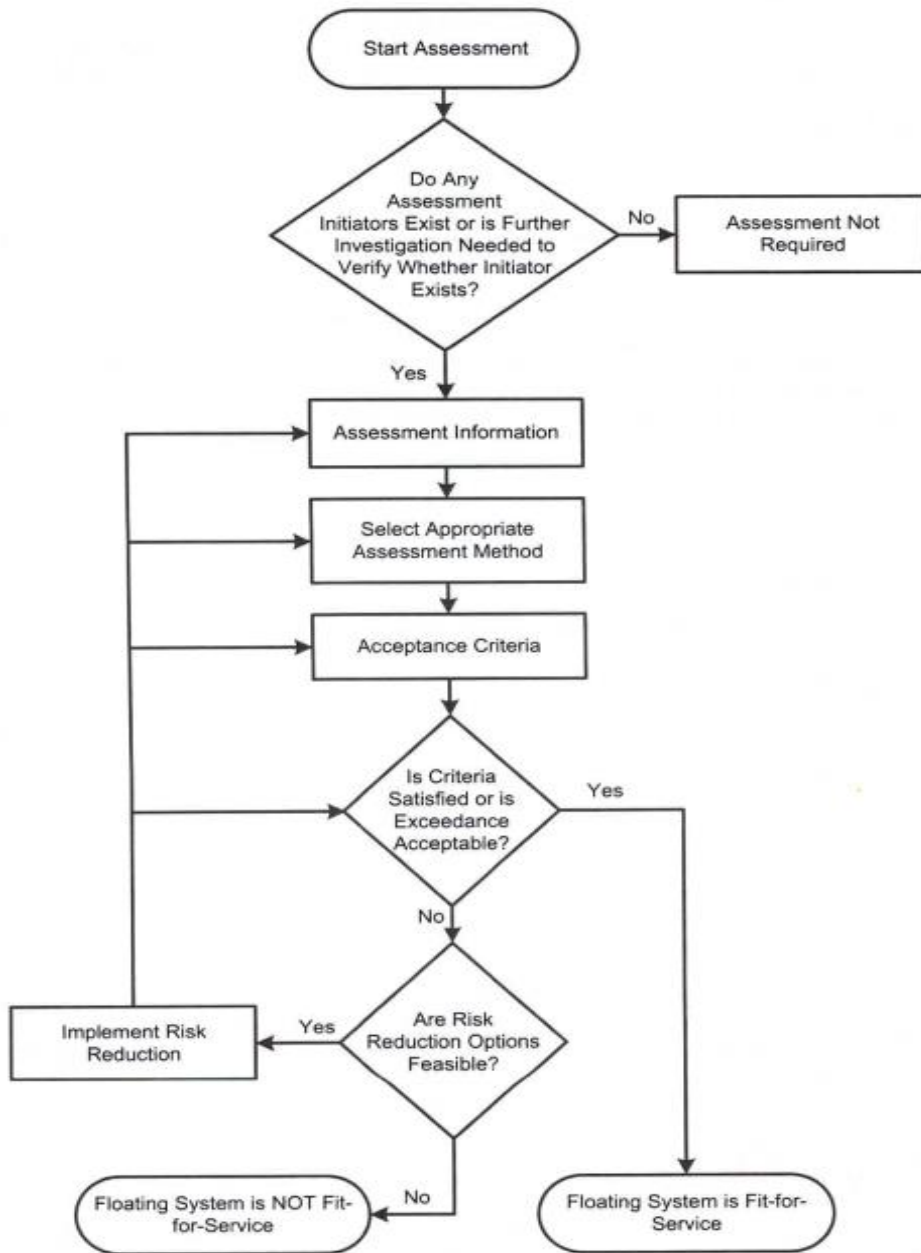 Start Assessment
Do Any
Assessment
Initiators Exist or is Further
Investigation Needed to
Verify Whether Initiator
Exists?
No
Assessment Not
Required
Yes
Assessment Information
Select Appropriate
Assessment Method
Acceptance Criteria
Is Criteria
Satisfied or is
Exceedance
Acceptable?
Yes
No
Are Risk
Reduction Options
Feasible?
Yes
Implement Risk
Reduction
No
Floating System is NOT Fit-
for-Service
Floating System is Fit-for-
Service